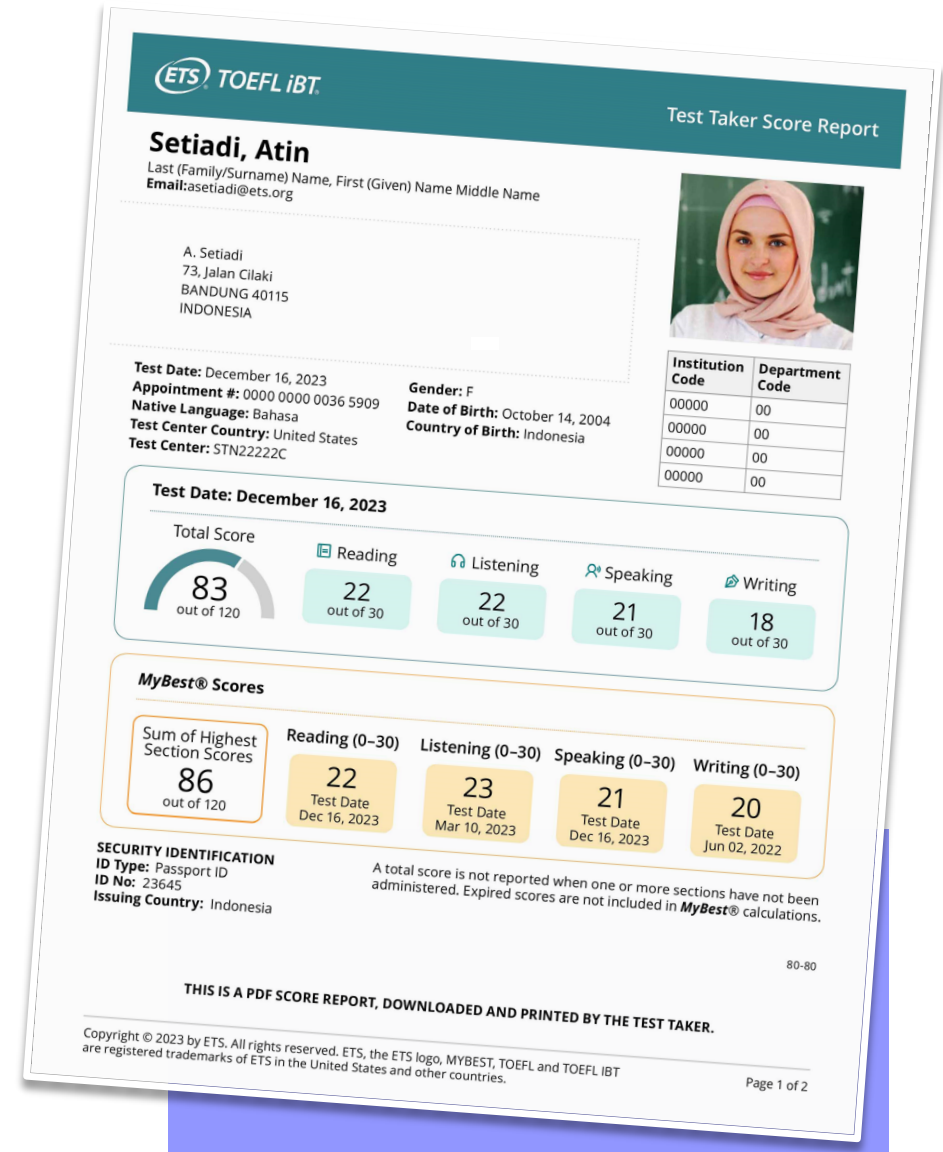 ETS TOEFL iBT.
Test Taker Score Report
Setiadi, Atin
Last (Family/Surname) Name, First (Given) Name Middle Name
Email:asetiadi@ets.org
A. Setiadi
73, Jalan Cilaki
BANDUNG 40115
INDONESIA
Test Date: December 16, 2023
Appointment #: 0000 0000 0036 5909
Native Language: Bahasa
Test Center Country: United States
Test Center: STN22222C
Gender: F
Date of Birth: October 14, 2004
Country of Birth: Indonesia
Institution Code Department Code
00000 00
00000 00
00000 00
00000 00
Test Date: December 16, 2023
Total Score
83
out of 120
Reading
22
out of 30
Listening
22
out of 30
Speaking
21
out of 30
Writing
18
out of 30
MyBest® Scores
Sum of Highest
Section Scores
86
out of 120
Reading (0–30)
22
Test Date
Dec 16, 2023
Listening (0–30)
23
Test Date
Mar 10, 2023
Speaking (0–30)
21
Test Date
Dec 16, 2023
Writing (0–30)
20
Test Date
Jun 02, 2022
SECURITY IDENTIFICATION
ID Type: Passport ID
ID No: 23645
Issuing Country: Indonesia
A total score is not reported when one or more sections have not been
administered. Expired scores are not included in MyBest® calculations.
80-80
THIS IS A PDF SCORE REPORT, DOWNLOADED AND PRINTED BY THE TEST TAKER.
Copyright © 2023 by ETS. All rights reserved. ETS, the ETS logo, MYBEST, TOEFL and TOEFL IBT
are registered trademarks of ETS in the United States and other countries.
Page 1 of 2